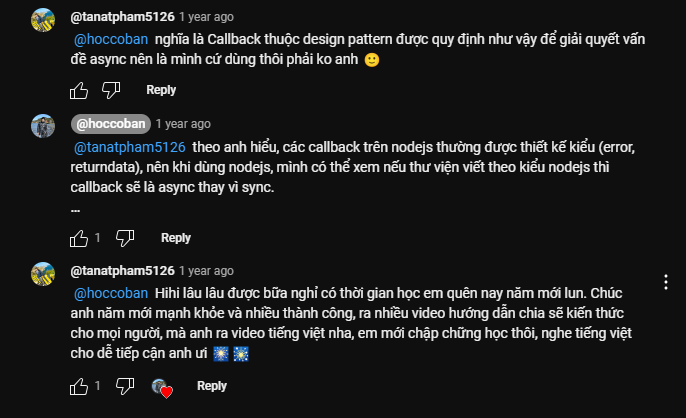 @tanatpham5126 1 year ago
@hoccoban nghĩa là Callback thuộc design pattern được quy định như vậy để giải quyết vấn
đề async nên là mình cứ dùng thôi phải ko anh 🙂
Reply
@hoccoban 1 year ago
@tanatpham5126 theo anh hiểu, các callback trên nodejs thường được thiết kế kiểu (error,
returndata), nên khi dùng nodejs, mình có thể xem nếu thư viện viết theo kiểu nodejs thì
callback sẽ là async thay vì sync.
...
1 Reply
@tanatpham5126 1 year ago
@hoccoban Hihi lâu lâu được bữa nghỉ có thời gian học em quên nay năm mới lun. Chúc
anh năm mới mạnh khỏe và nhiều thành công, ra nhiều video hướng dẫn chia sẽ kiến thức
cho mọi người, mà anh ra video tiếng việt nha, em mới chập chững học thôi, nghe tiếng việt
cho dễ tiếp cận anh ưi 🎆 🎆
1 Reply